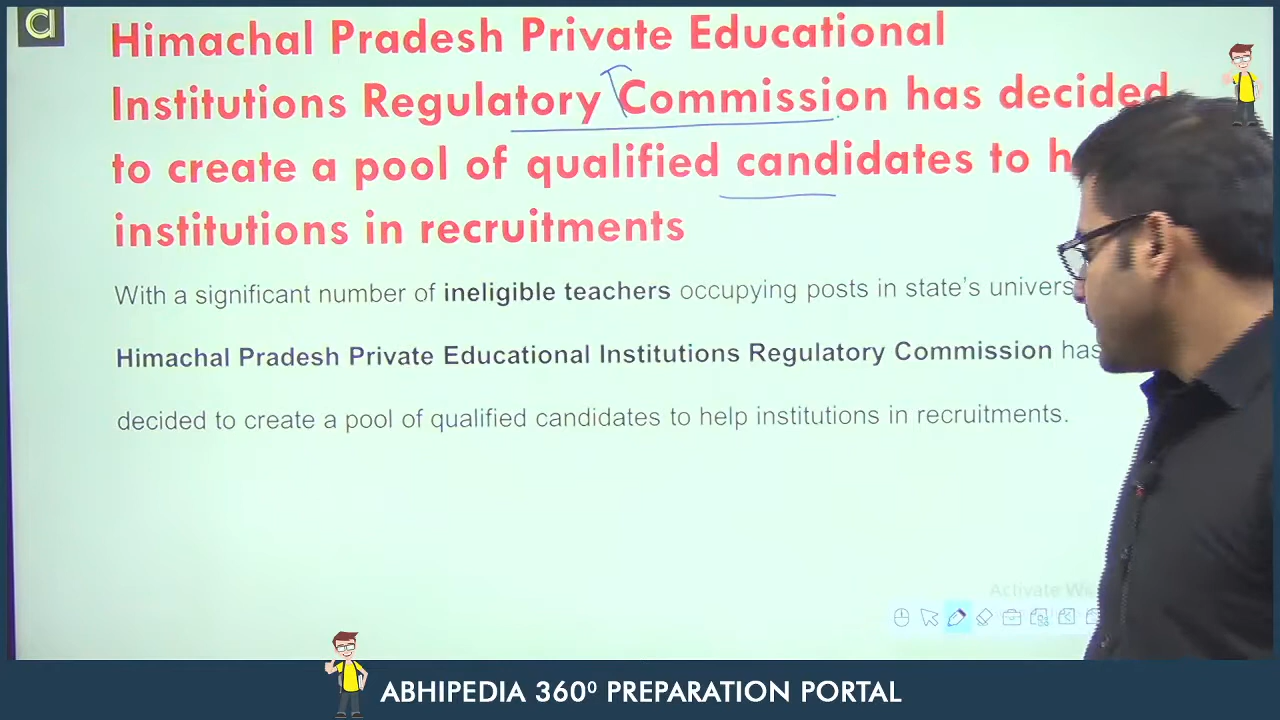 a
Himachal Pradesh Private Educational
Institutions Regulatory Commission has decided
to create a pool of qualified candidates to
institutions in recruitments
With a significant number of ineligible teachers occupying posts in state's
Himachal Pradesh Private Educational Institutions Regulatory Commission has
decided to create a pool of qualified candidates to help institutions in recruitments.
Activate
ABHIPEDIA 360⁰ PREPARATION PORTAL